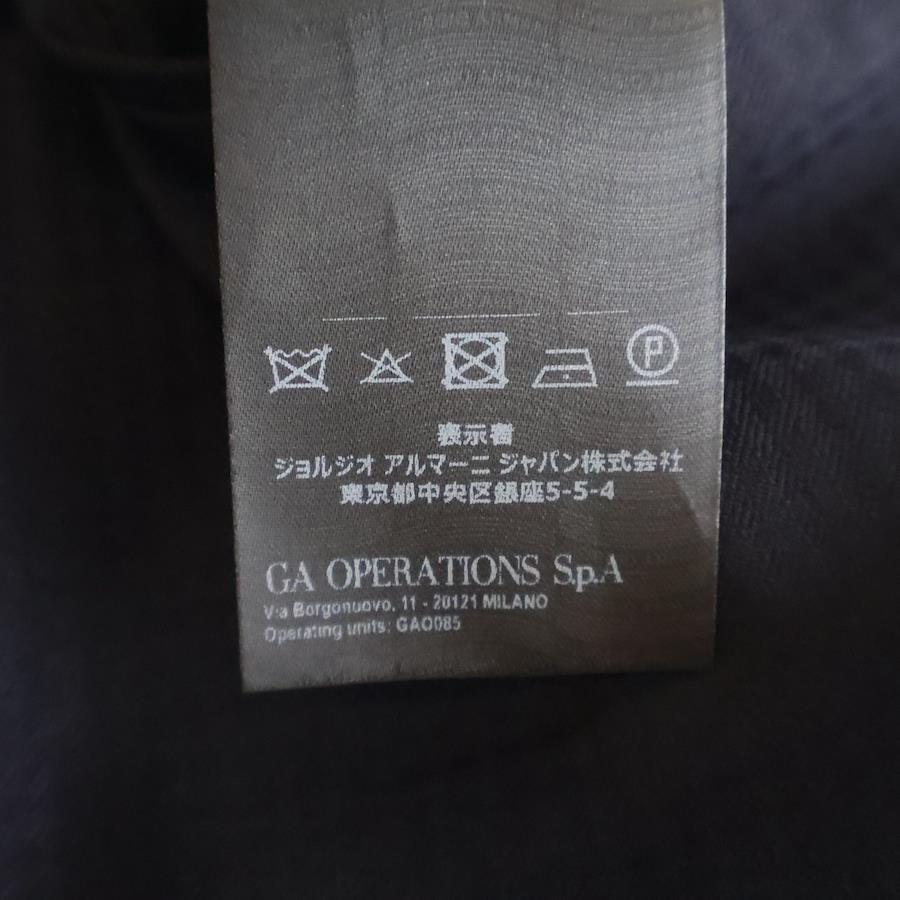 P
表示者
ジョルジオ アルマーニ ジャパン株式会社
東京都中央区銀座5-5-4
GA OPERATIONS S.p.A
Via Borgonuovo, 11 - 20121 MILANO
Operating units: GAO085